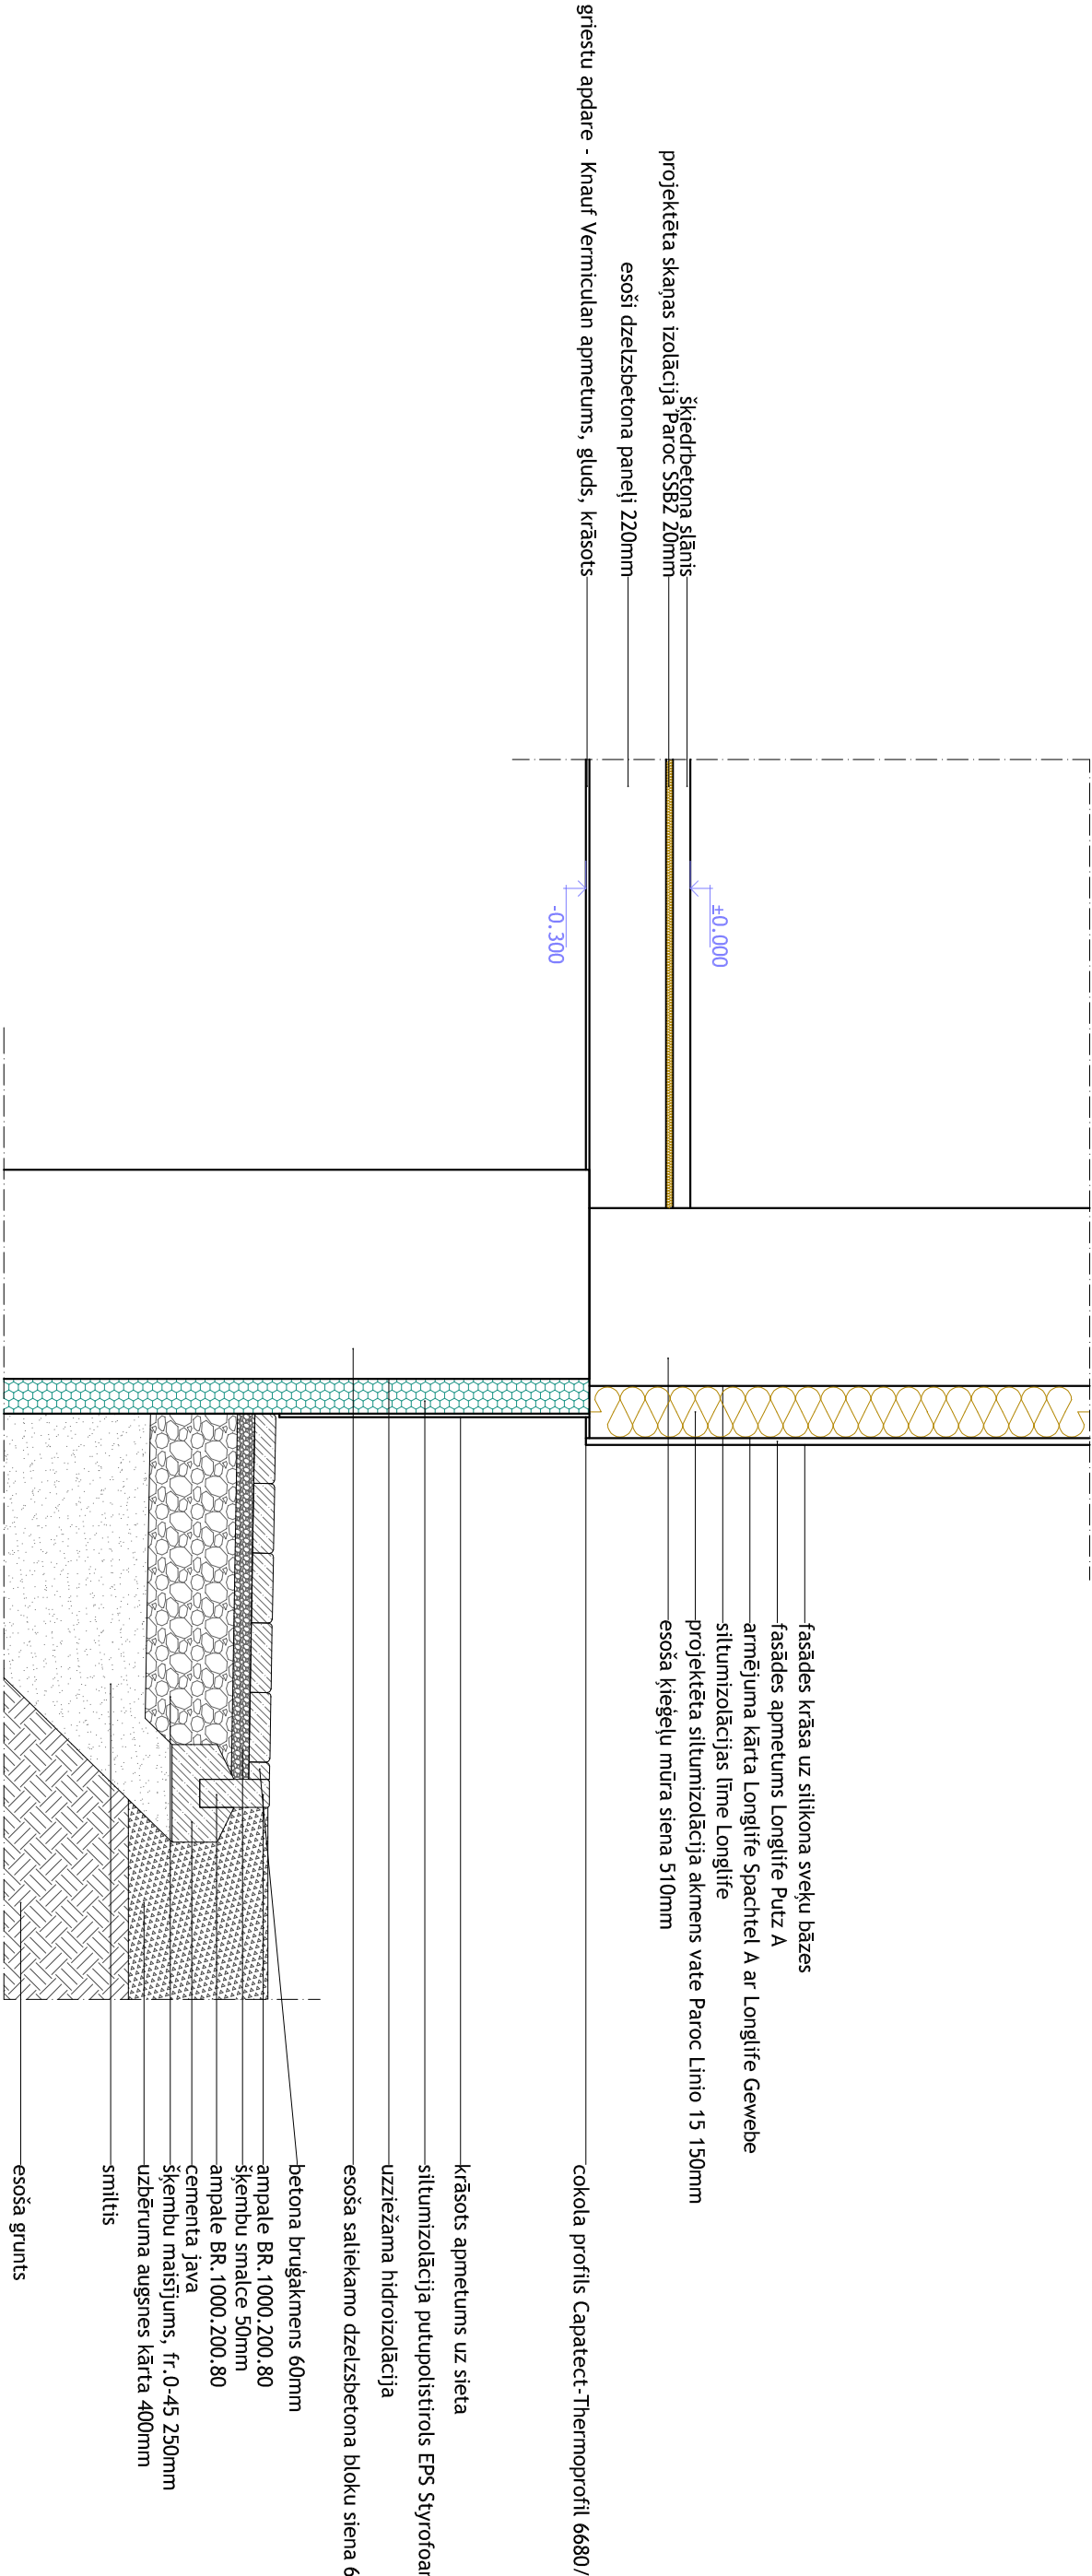 fasādes krāsa uz silikona sveķu bāzes
fasādes apmetums Longlife Putz A
armējuma kārta Longlife Spachtel A ar Longlife Gewebe
siltumizolācijas līme Longlife
projektēta siltumizolācija akmens vate Paroc Linio 15 150mm
esoša ķieģeļu mūra siena 510mm
šķiedrbetona slānis
projektēta skaņas izolācija Paroc SSB2 20mm
esoši dzelzsbetona paneļi 220mm
griestu apdare - Knauf Vermiculan apmetums, gluds, krāsots
±0.000
-0.300
cokola profils Capatect-Thermoprofil 6680/
krāsots apmetums uz sieta
siltumizolācija putupolistirols EPS
uzziežama hidroizolācija
esoša saliekamo dzelzsbetona bloku siena
betona bruģakmens 60mm
ampale BR.1000.200.80
šķembu smalce 50mm
ampale BR.1000.200.80
cementa java
šķembu maisījums, fr.0-45 250mm
uzbēruma augsnes kārta 400mm
smiltis
esoša grunts